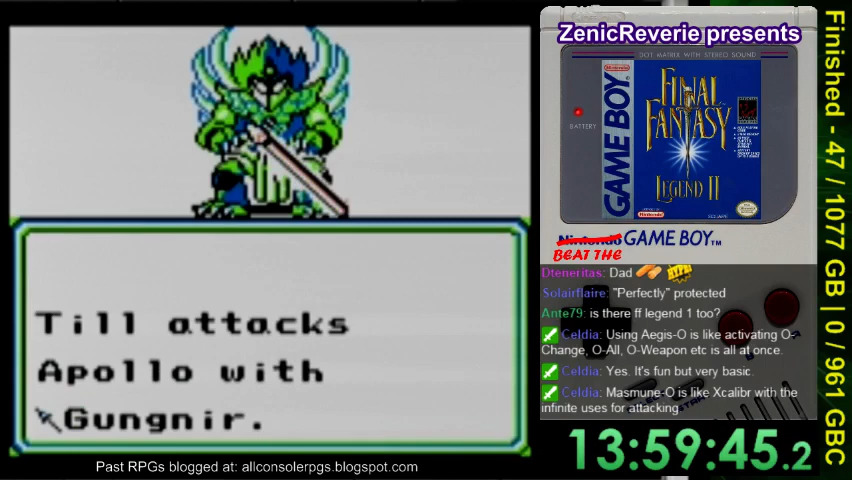 Till attacks
Apollo with
Gungnir.
Past RPGs blogged at: allconsolerpgs.blogspot.com
ZenicReverie presents
DOT MATRIX WITH STEREO SOUND
BATTERY
Nintendo
GAME BOY
FINAL
FANTASY
LEGEND II
Nintendo
SQUARE
Nintendo GAME BOY™
BEAT THE
Dteneritas: Dad
HYPE
Solairflaire: "Perfectly" protected
Ante79: is there ff legend 1 too?
Celdia: Using Aegis-O is like activating O-
Change, O-All, O-Weapon etc is all at once.
Celdia: Yes. It's fun but very basic.
Celdia: Masmune-O is like Xcalibr with the
infinite uses for attacking
13:59:45.2
Finished - 47 / 1077 GB | 0 / 961 GBC